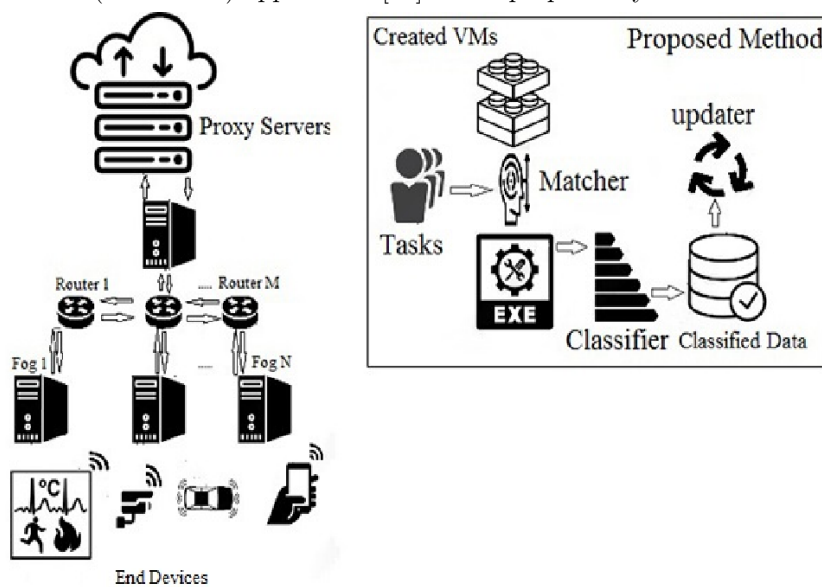 Proxy Servers
Router 1
..... Router M
Fog 1
.....
Fog N
°C
End Devices
Created VMs
Proposed Method
updater
Matcher
Tasks
EXE
Classifier
Classified Data